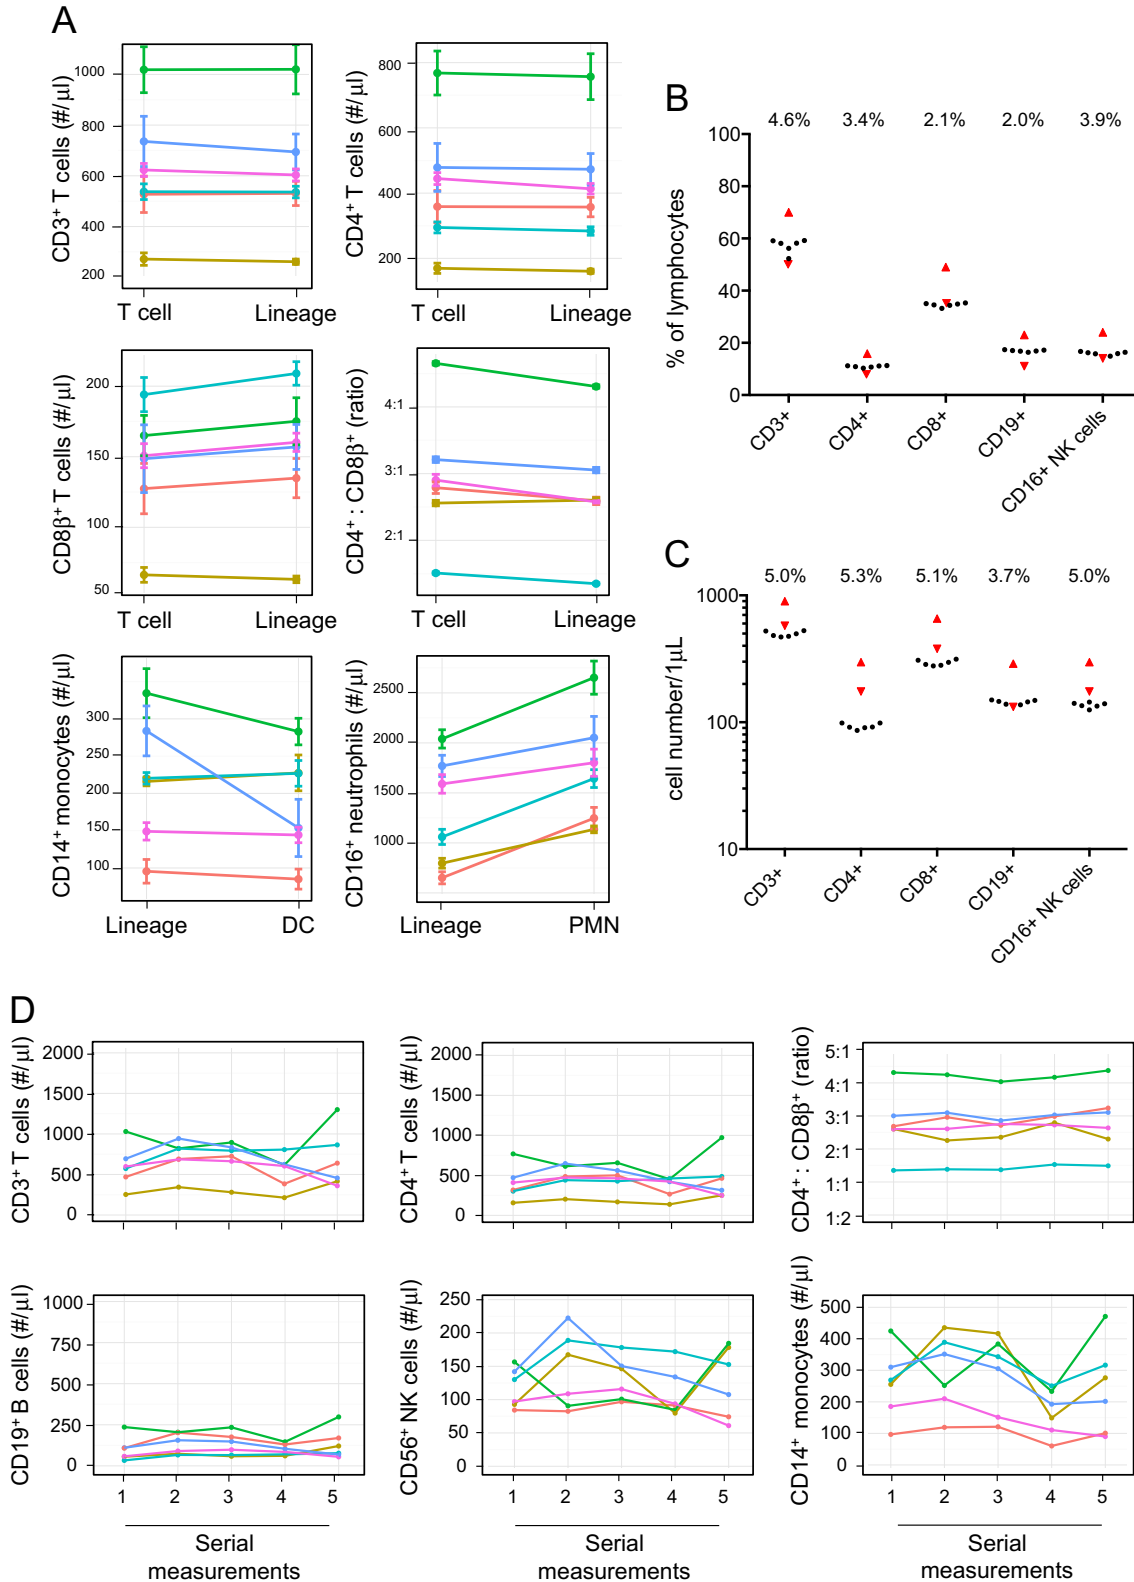 A
CD3⁺ T cells (#/µl)
1000
800
600
400
200
T cell
Lineage
CD4⁺ T cells (#/µl)
800
600
400
200
T cell
Lineage
CD8β⁺ T cells (#/µl)
200
150
100
50
T cell
Lineage
CD4⁺ : CD8β⁺ (ratio)
4:1
3:1
2:1
T cell
Lineage
CD14⁺ monocytes (#/µl)
300
250
200
150
100
Lineage
DC
CD16⁺ neutrophils (#/µl)
2500
2000
1500
1000
Lineage
PMN
B
4.6% 3.4% 2.1% 2.0% 3.9%
% of lymphocytes
100
80
60
40
20
0
CD3+
CD4+
CD8+
CD19+
CD16+ NK cells
C
5.0% 5.3% 5.1% 3.7% 5.0%
cell number/1µL
1000
100
10
CD3+
CD4+
CD8+
CD19+
CD16+ NK cells
D
CD3⁺ T cells (#/µl)
2000
1500
1000
500
0
CD4⁺ T cells (#/µl)
2000
1500
1000
500
0
CD4⁺ : CD8β⁺ (ratio)
5:1
4:1
3:1
2:1
1:1
1:2
CD19⁺ B cells (#/µl)
1000
750
500
250
0
1 2 3 4 5
Serial
measurements
CD56⁺ NK cells (#/µl)
250
200
150
100
50
0
1 2 3 4 5
Serial
measurements
CD14⁺ monocytes (#/µl)
500
400
300
200
100
0
1 2 3 4 5
Serial
measurements